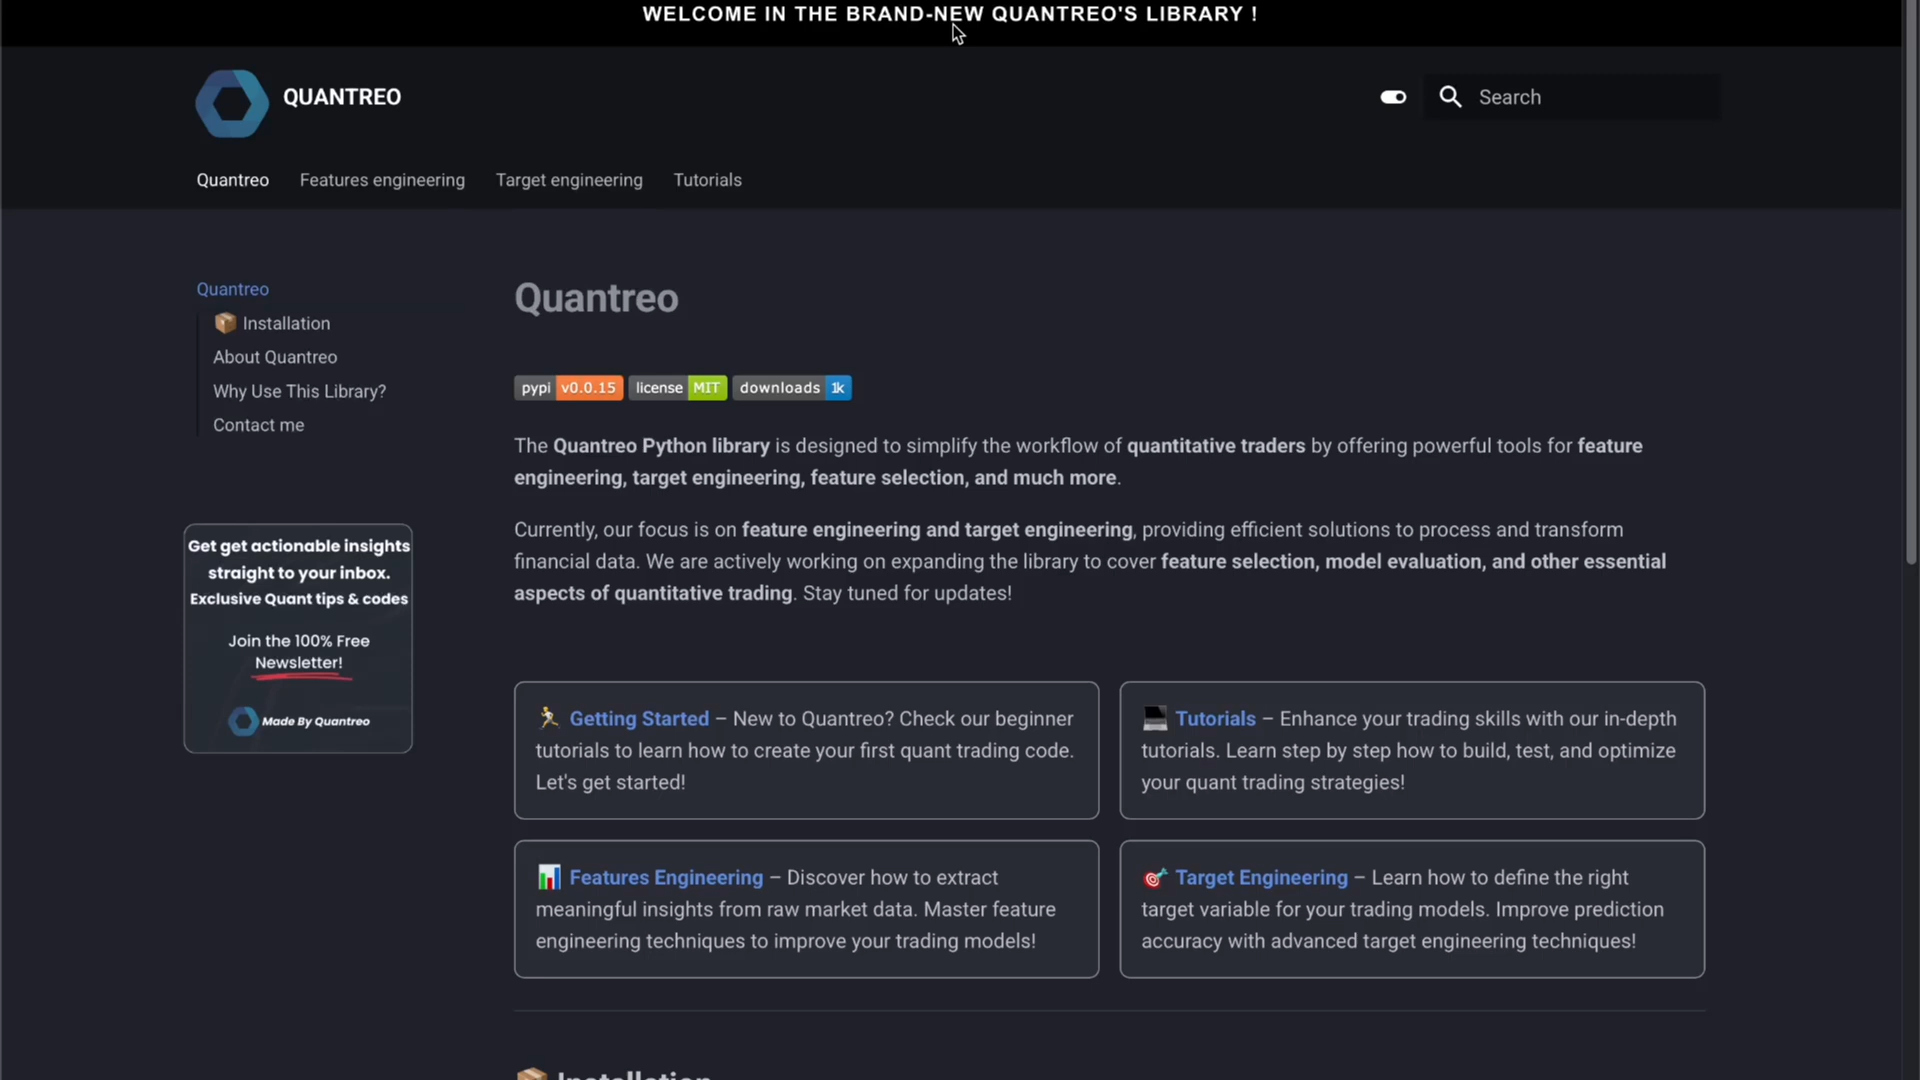 WELCOME IN THE BRAND-NEW QUANTREO'S LIBRARY !
QUANTREO
Search
Quantreo Features engineering Target engineering Tutorials
Quantreo
📦 Installation
About Quantreo
Why Use This Library?
Contact me
Get get actionable insights
straight to your inbox.
Exclusive Quant tips & codes
Join the 100% Free
Newsletter!
Made By Quantreo
Quantreo
pypi v0.0.15 license MIT downloads 1k
The Quantreo Python library is designed to simplify the workflow of quantitative traders by offering powerful tools for feature
engineering, target engineering, feature selection, and much more.
Currently, our focus is on feature engineering and target engineering, providing efficient solutions to process and transform
financial data. We are actively working on expanding the library to cover feature selection, model evaluation, and other essential
aspects of quantitative trading. Stay tuned for updates!
🏃 Getting Started – New to Quantreo? Check our beginner
tutorials to learn how to create your first quant trading code.
Let's get started!
💻 Tutorials – Enhance your trading skills with our in-depth
tutorials. Learn step by step how to build, test, and optimize
your quant trading strategies!
📊 Features Engineering – Discover how to extract
meaningful insights from raw market data. Master feature
engineering techniques to improve your trading models!
🎯 Target Engineering – Learn how to define the right
target variable for your trading models. Improve prediction
accuracy with advanced target engineering techniques!
📦 Installation